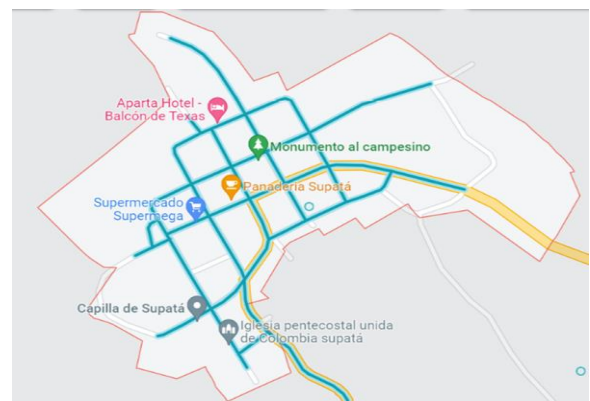 Aparta Hotel -
Balcón de Texas
Monumento al campesino
Panadería Supatá
Supermercado
Supermega
Capilla de Supatá
Iglesia pentecostal unida
de Colombia supatá